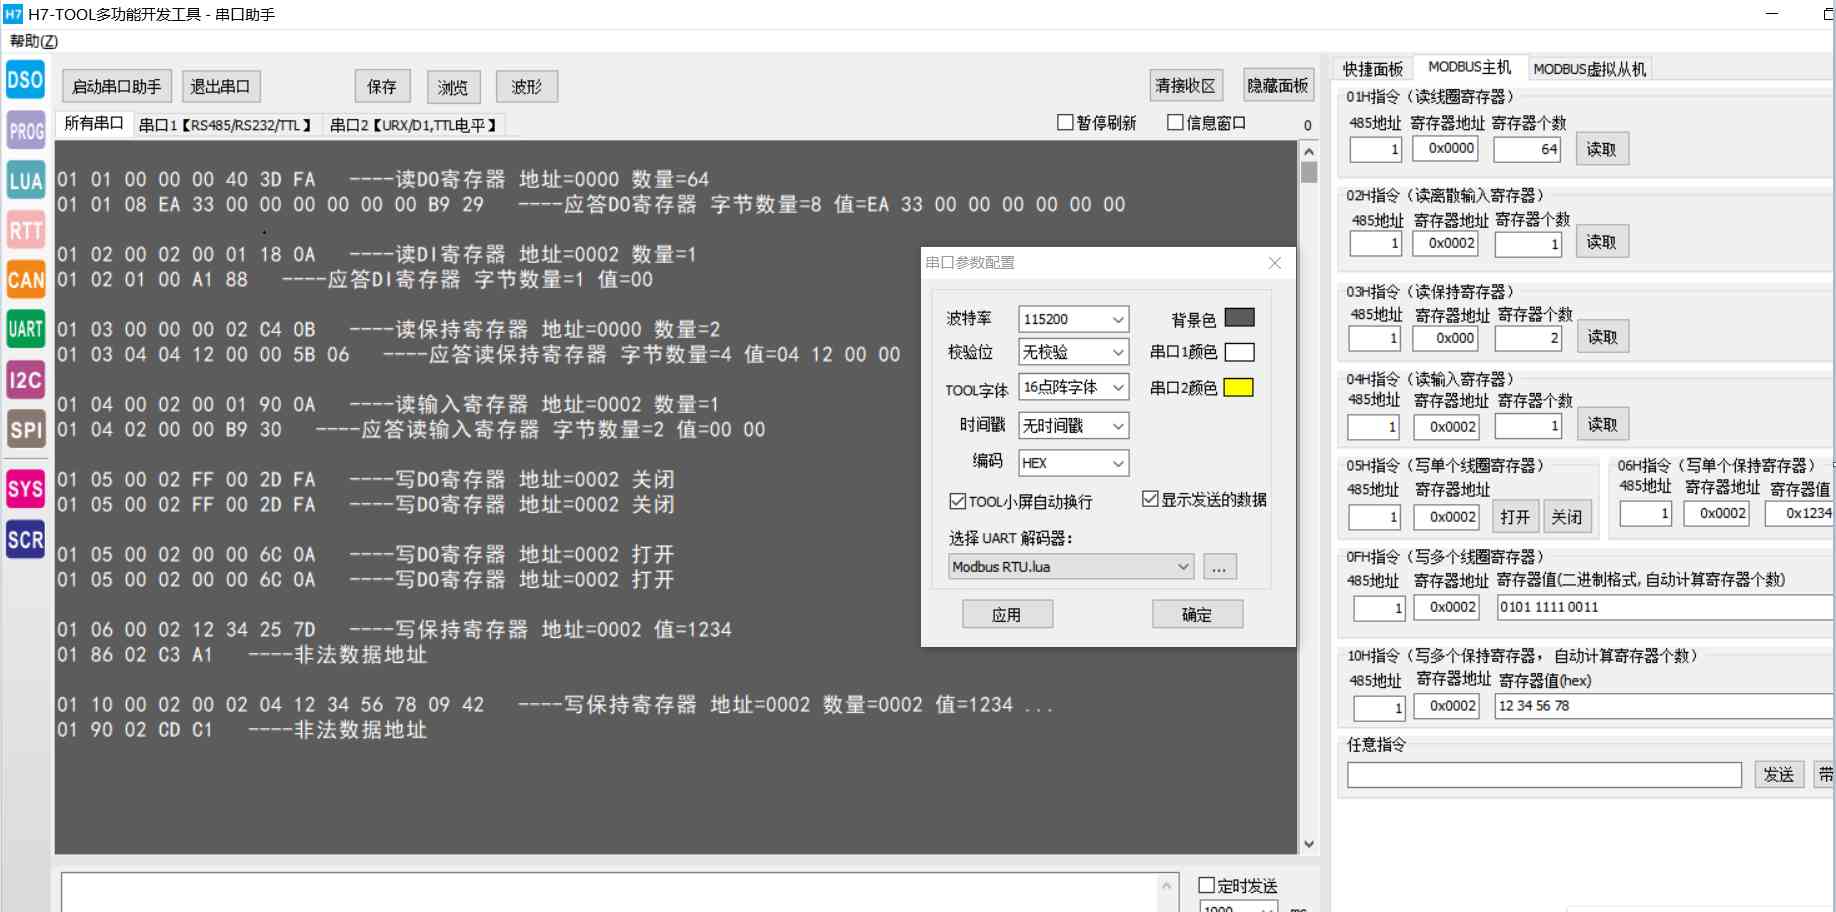 H7 H7-TOOL多功能开发工具 - 串口助手
帮助(Z)
DSO
PROG
LUA
RTT
CAN
UART
I2C
SPI
SYS
SCR
启动串口助手 退出串口 保存 浏览 波形 清接收区 隐藏面板
所有串口 串口1【RS485/RS232/TTL】 串口2【URX/D1,TTL电平】 暂停刷新 信息窗口 0
01 01 00 00 00 40 3D FA ----读DO寄存器 地址=0000 数量=64
01 01 08 EA 33 00 00 00 00 00 00 B9 29 ----应答DO寄存器 字节数量=8 值=EA 33 00 00 00 00 00 00
01 02 00 02 00 01 18 0A ----读DI寄存器 地址=0002 数量=1
01 02 01 00 A1 88 ----应答DI寄存器 字节数量=1 值=00
01 03 00 00 00 02 C4 0B ----读保持寄存器 地址=0000 数量=2
01 03 04 04 12 00 00 5B 06 ----应答读保持寄存器 字节数量=4 值=04 12 00 00
01 04 00 02 00 01 90 0A ----读输入寄存器 地址=0002 数量=1
01 04 02 00 00 B9 30 ----应答读输入寄存器 字节数量=2 值=00 00
01 05 00 02 FF 00 2D FA ----写DO寄存器 地址=0002 关闭
01 05 00 02 FF 00 2D FA ----写DO寄存器 地址=0002 关闭
01 05 00 02 00 00 6C 0A ----写DO寄存器 地址=0002 打开
01 05 00 02 00 00 6C 0A ----写DO寄存器 地址=0002 打开
01 06 00 02 12 34 25 7D ----写保持寄存器 地址=0002 值=1234
01 86 02 C3 A1 ----非法数据地址
01 10 00 02 00 02 04 12 34 56 78 09 42 ----写保持寄存器 地址=0002 数量=0002 值=1234 ...
01 90 02 CD C1 ----非法数据地址
串口参数配置
波特率 115200 背景色
校验位 无校验 串口1颜色
TOOL字体 16点阵字体 串口2颜色
时间戳 无时间戳
编码 HEX
TOOL小屏自动换行 显示发送的数据
选择 UART 解码器:
Modbus RTU.lua ...
应用 确定
快捷面板 MODBUS主机 MODBUS虚拟从机
01H指令（读线圈寄存器）
485地址 寄存器地址 寄存器个数
1 0x0000 64 读取
02H指令（读离散输入寄存器）
485地址 寄存器地址 寄存器个数
1 0x0002 1 读取
03H指令（读保持寄存器）
485地址 寄存器地址 寄存器个数
1 0x000 2 读取
04H指令（读输入寄存器）
485地址 寄存器地址 寄存器个数
1 0x0002 1 读取
05H指令（写单个线圈寄存器） 06H指令（写单个保持寄存器）
485地址 寄存器地址 485地址 寄存器地址 寄存器值
1 0x0002 打开 关闭 1 0x0002 0x1234
0FH指令（写多个线圈寄存器）
485地址 寄存器地址 寄存器值(二进制格式,自动计算寄存器个数)
1 0x0002 0101 1111 0011
10H指令（写多个保持寄存器，自动计算寄存器个数）
485地址 寄存器地址 寄存器值(hex)
1 0x0002 12 34 56 78
任意指令
发送 带
定时发送
1000 ms